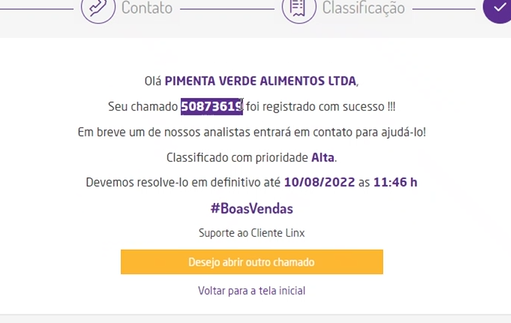 Contato Classificação
Olá PIMENTA VERDE ALIMENTOS LTDA,
Seu chamado 50873619 foi registrado com sucesso !!!
Em breve um de nossos analistas entrará em contato para ajudá-lo!
Classificado com prioridade Alta.
Devemos resolve-lo em definitivo até 10/08/2022 as 11:46 h
#BoasVendas
Suporte ao Cliente Linx
Desejo abrir outro chamado
Voltar para a tela inicial